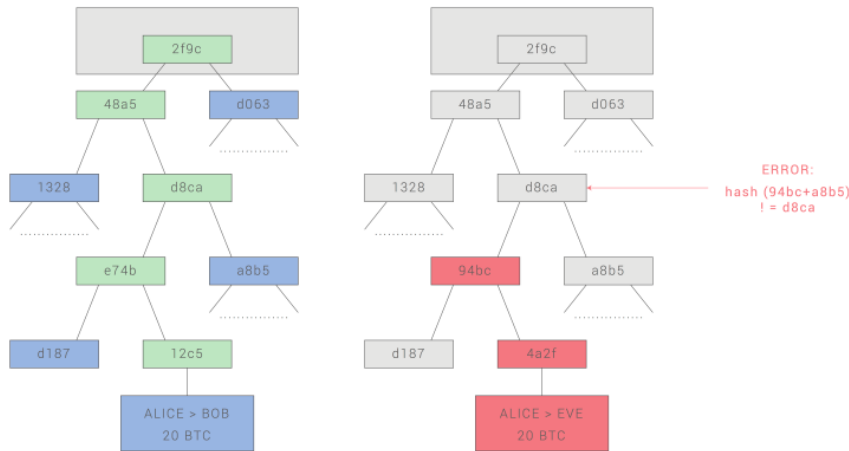 2f9c
2f9c
48a5
d063
48a5
d063
1328
d8ca
1328
d8ca
ERROR:
hash (94bc+a8b5)
! = d8ca
e74b
a8b5
94bc
a8b5
d187
12c5
d187
4a2f
ALICE > BOB
20 BTC
ALICE > EVE
20 BTC